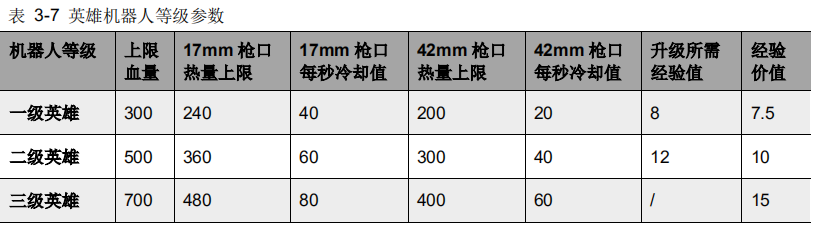 表 3-7 英雄机器人等级参数
机器人等级 上限血量 17mm 枪口热量上限 17mm 枪口每秒冷却值 42mm 枪口热量上限 42mm 枪口每秒冷却值 升级所需经验值 经验价值
一级英雄 300 240 40 200 20 8 7.5
二级英雄 500 360 60 300 40 12 10
三级英雄 700 480 80 400 60 / 15